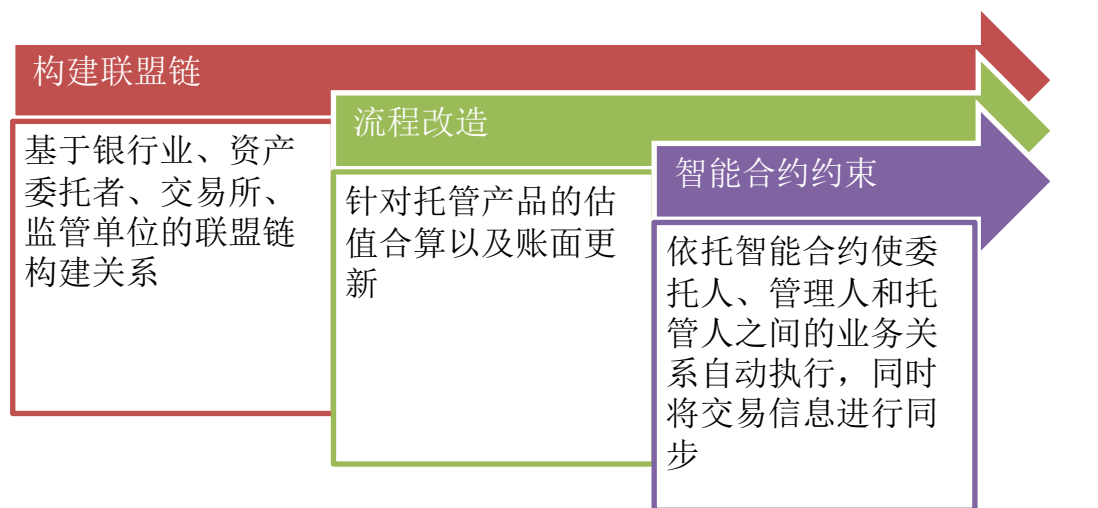 构建联盟链
基于银行业、资产
委托者、交易所、
监管单位的联盟链
构建关系
流程改造
针对托管产品的估
值合算以及账面更
新
智能合约约束
依托智能合约使委
托人、管理人和托
管人之间的业务关
系自动执行，同时
将交易信息进行同
步